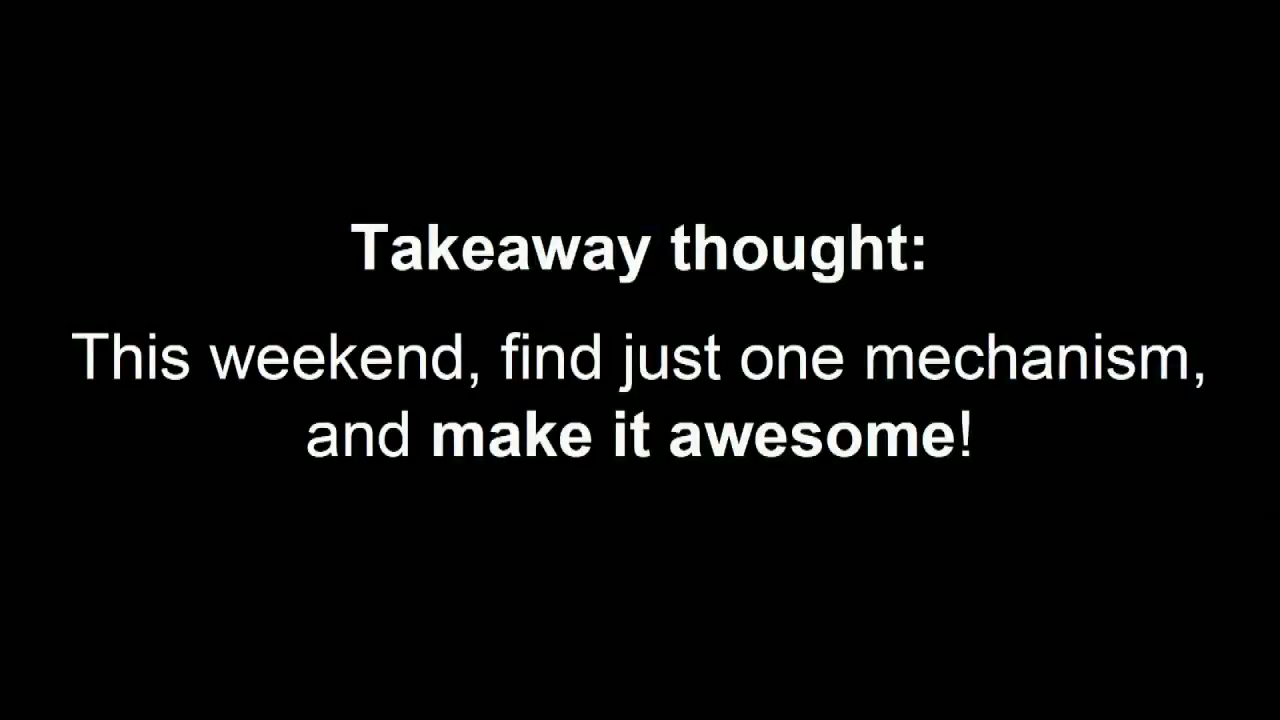 Takeaway thought:
This weekend, find just one mechanism,
and make it awesome!